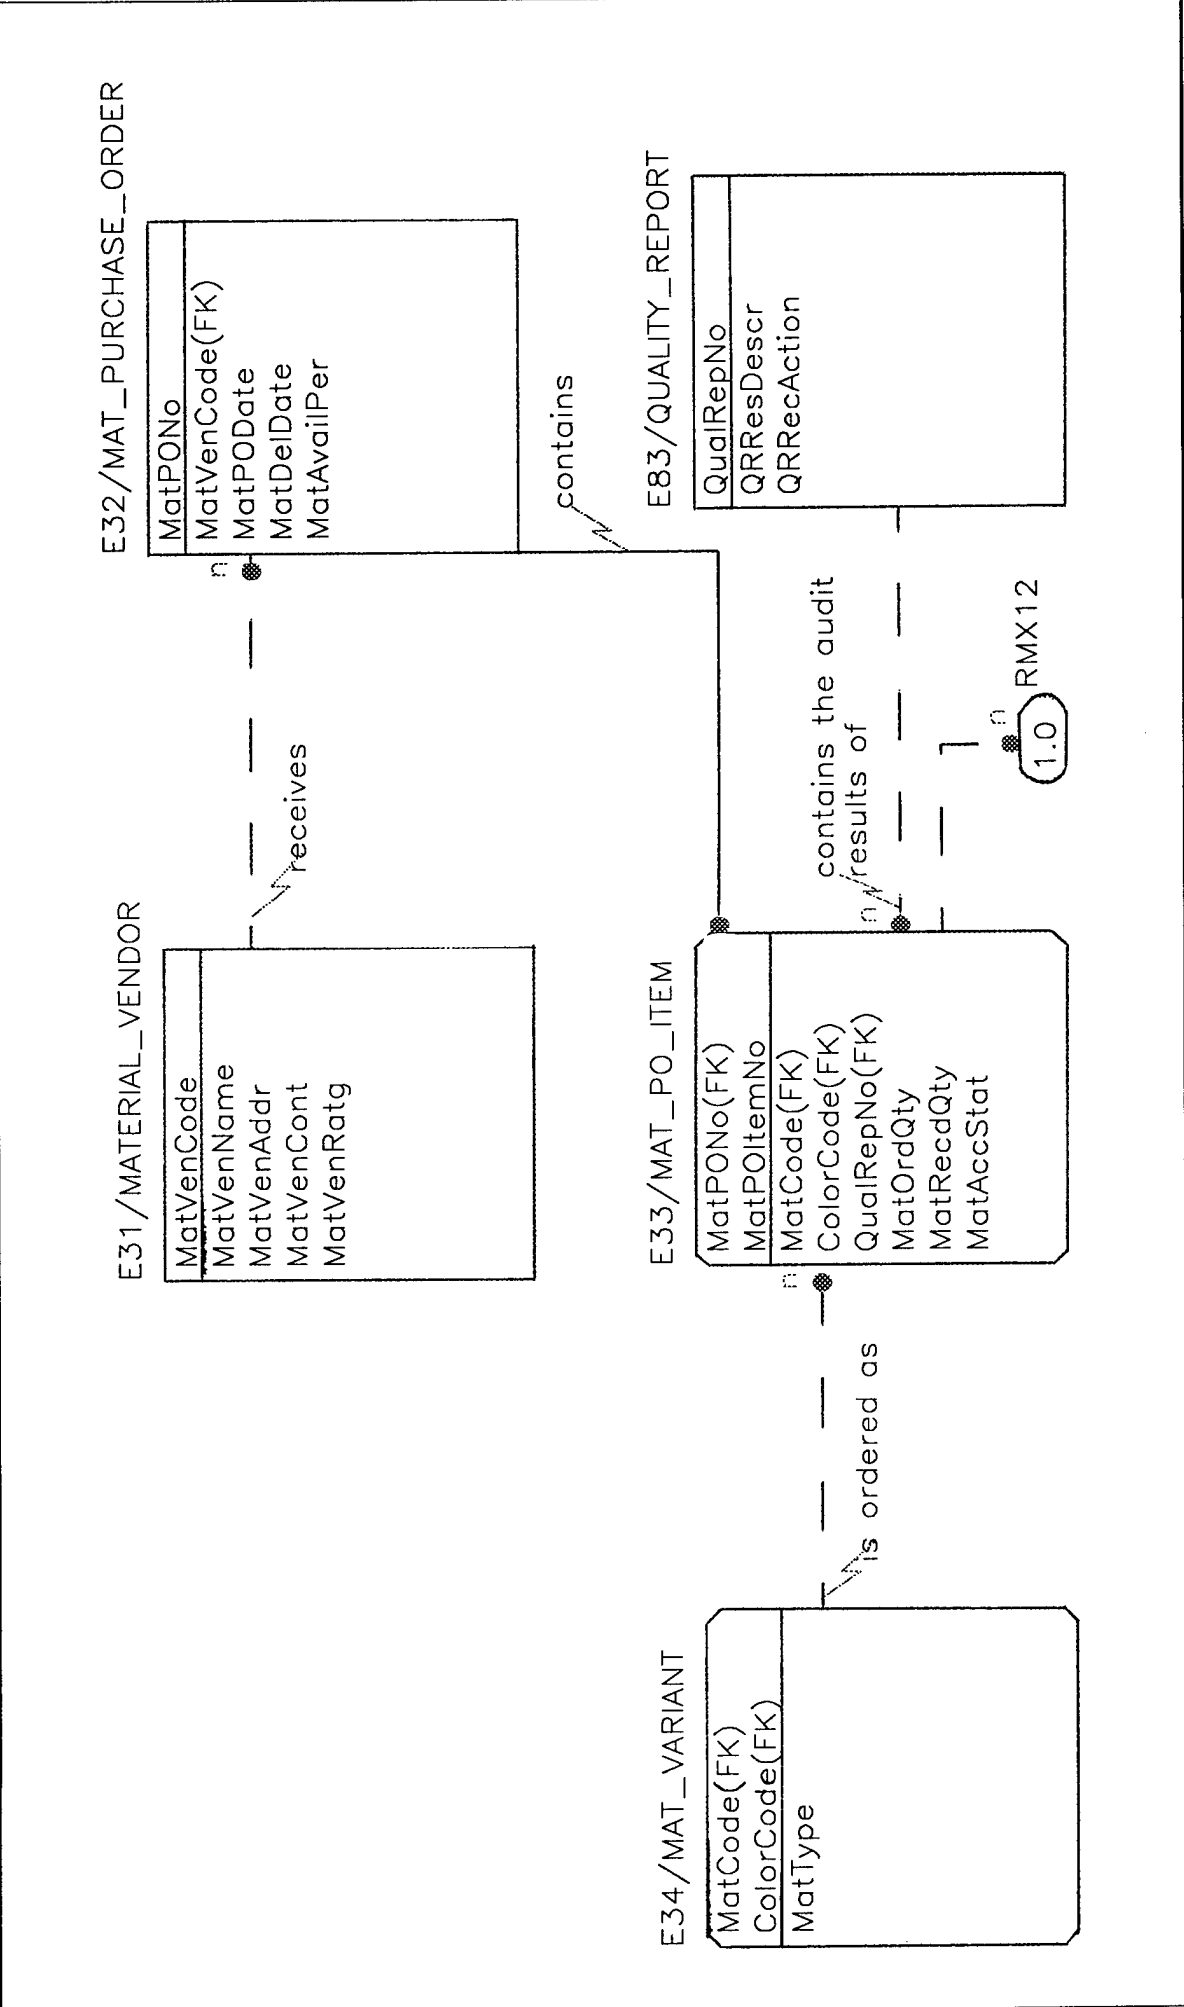 E31/MATERIAL_VENDOR
MatVenCode
MatVenName
MatVenAddr
MatVenCont
MatVenRatg
receives
n
E32/MAT_PURCHASE_ORDER
MatPONo
MatVenCode(FK)
MatPODate
MatDelDate
MatAvailPer
contains
E34/MAT_VARIANT
MatCode(FK)
ColorCode(FK)
MatType
is ordered as
n
E33/MAT_PO_ITEM
MatPONo(FK)
MatPOItemNo
MatCode(FK)
ColorCode(FK)
QualRepNo(FK)
MatOrdQty
MatRecdQty
MatAccStat
n
contains the audit
results of
E83/QUALITY_REPORT
QualRepNo
QRResDescr
QRRecAction
n
1.0
RMX12